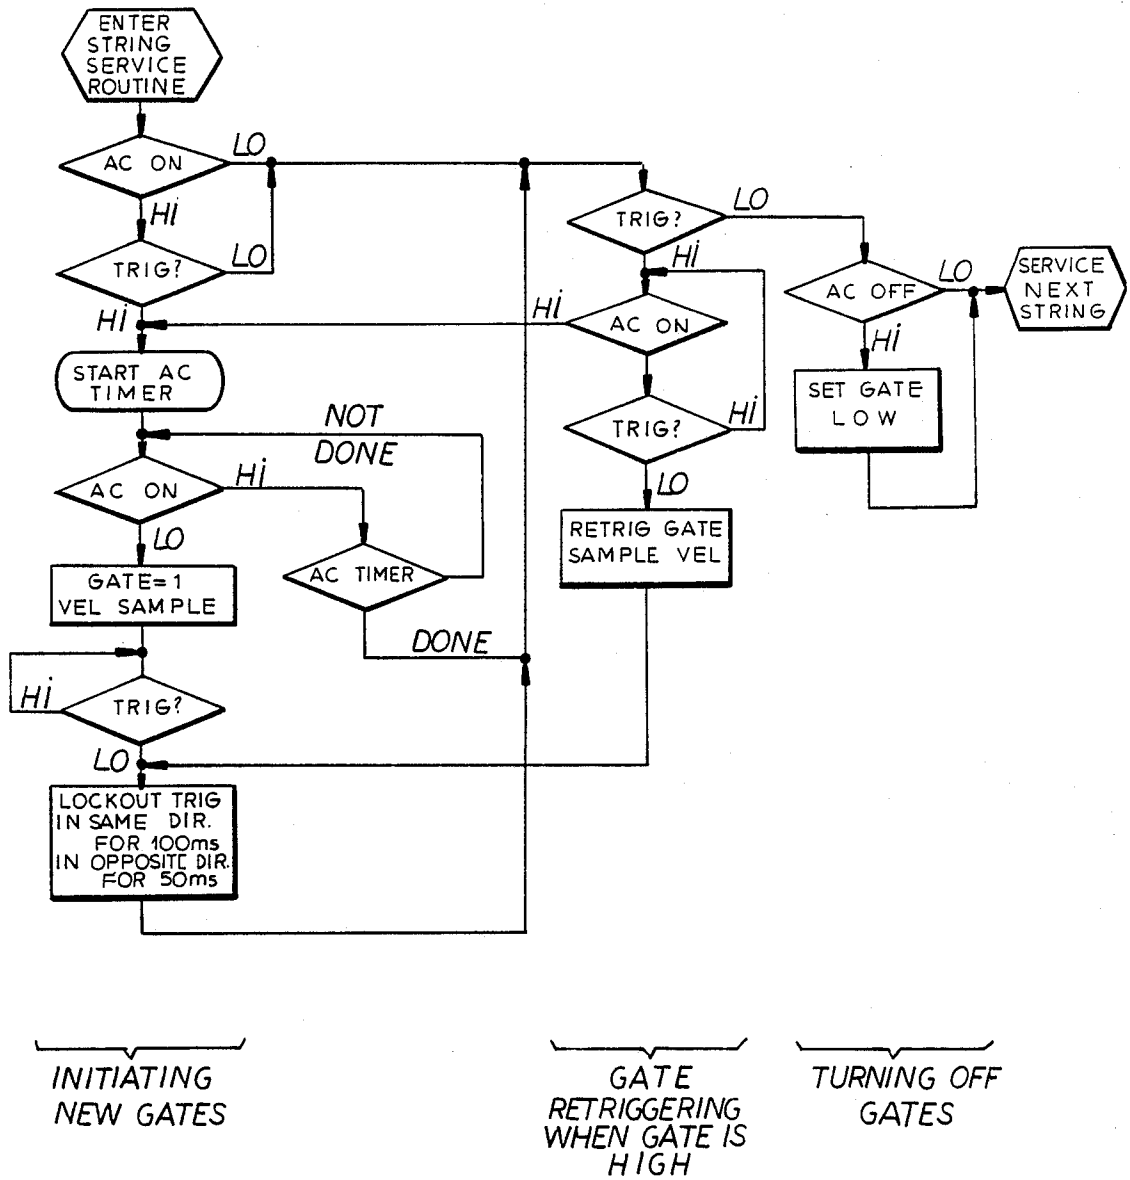 ENTER
STRING
SERVICE
ROUTINE
AC ON
LO
HI
TRIG?
LO
HI
START AC
TIMER
NOT
DONE
AC ON
HI
LO
AC TIMER
DONE
GATE=1
VEL SAMPLE
HI
TRIG?
LO
LOCKOUT TRIG
IN SAME DIR.
FOR 100ms
IN OPPOSITE DIR.
FOR 50ms
TRIG?
LO
HI
HI
AC ON
TRIG?
HI
LO
RETRIG GATE
SAMPLE VEL
AC OFF
LO
HI
SET GATE
LOW
SERVICE
NEXT
STRING
INITIATING
NEW GATES
GATE
RETRIGGERING
WHEN GATE IS
HIGH
TURNING OFF
GATES